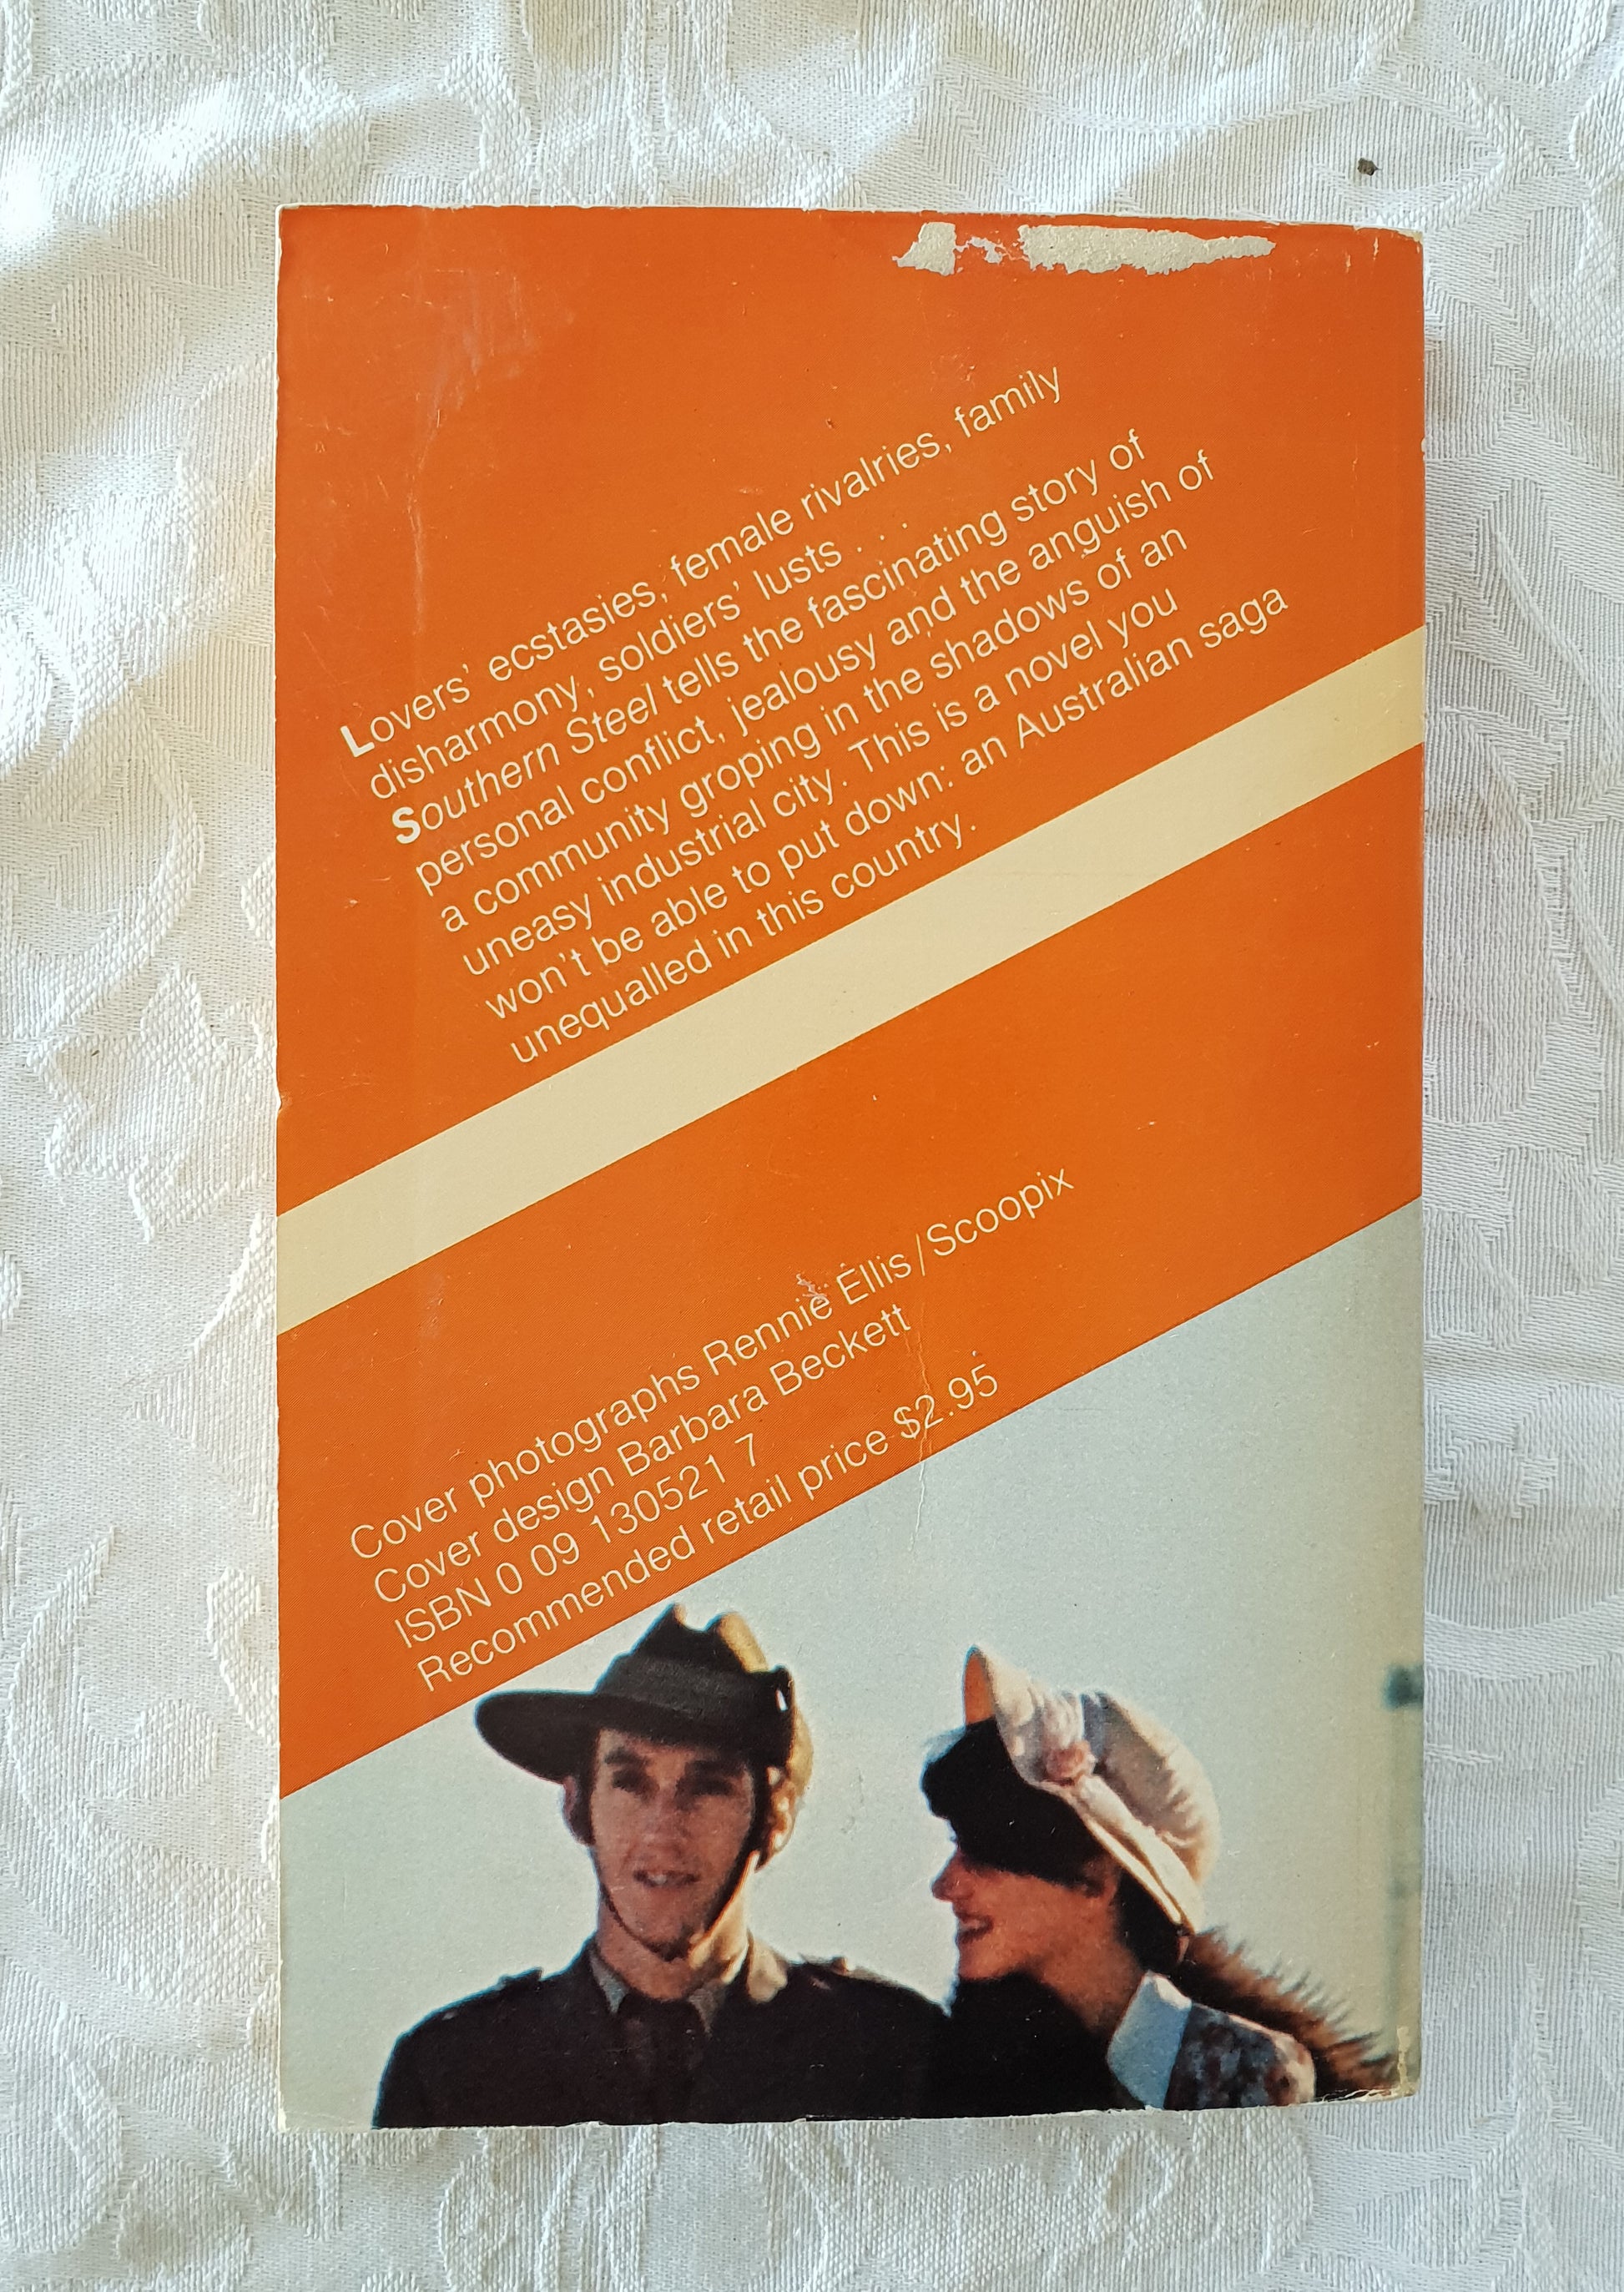 Lovers' ecstasies, female rivalries, family
disharmony, soldiers' lusts . . .
Southern Steel tells the fascinating story of
personal conflict, jealousy and the anguish of
a community groping in the shadows of an
uneasy industrial city. This is a novel you
won't be able to put down: an Australian saga
unequalled in this country.
Cover photographs Rennie Ellis/Scoopix
Cover design Barbara Beckett
ISBN 0 09 130521 7
Recommended retail price $2.95